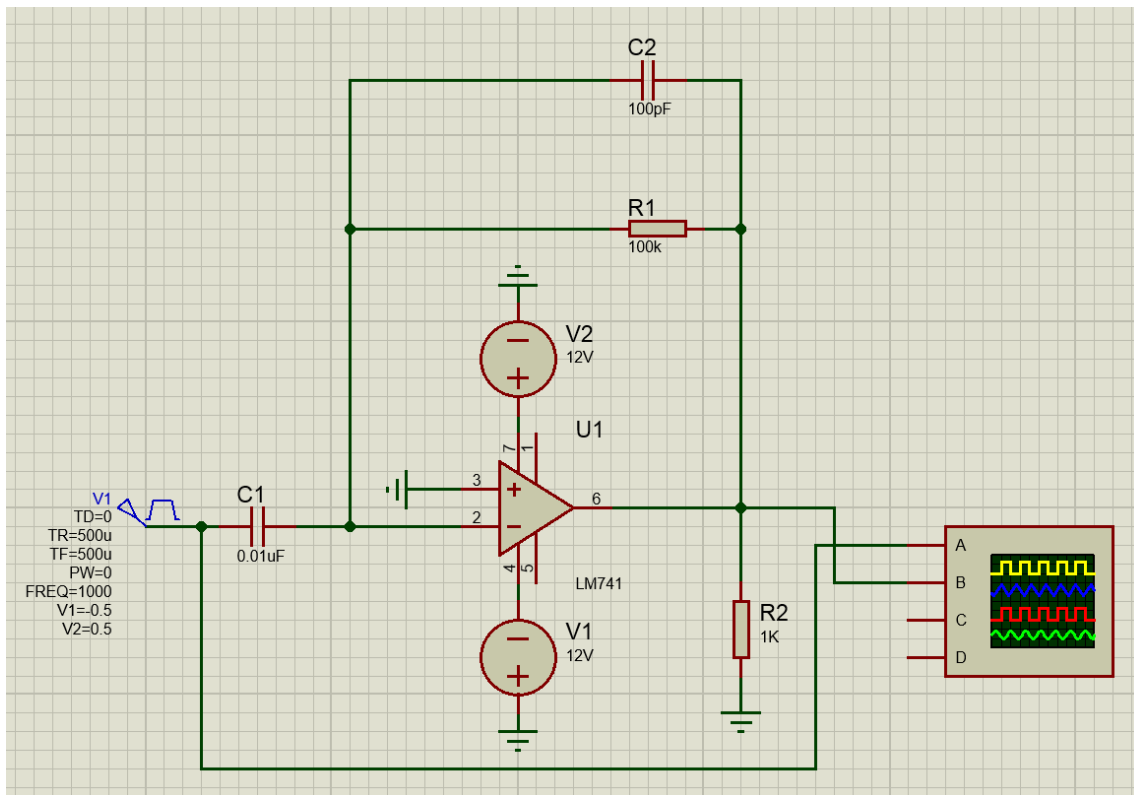 C2
100pF
R1
100k
V2
12V
U1
7
1
3
6
2
4
5
LM741
V1
TD=0
TR=500u
TF=500u
PW=0
FREQ=1000
V1=-0.5
V2=0.5
C1
0.01uF
V1
12V
R2
1K
A
B
C
D